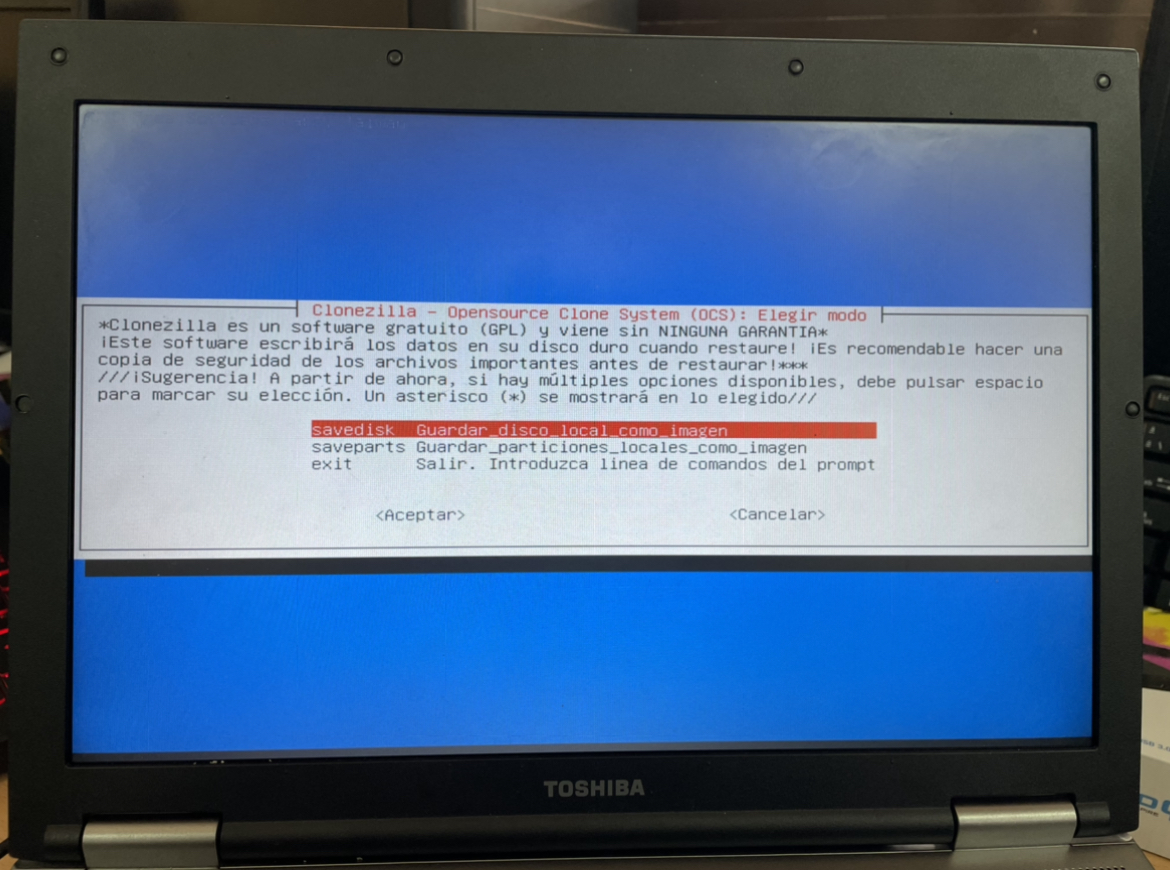 Clonezilla - Opensource Clone System (OCS): Elegir modo
*Clonezilla es un software gratuito (GPL) y viene sin NINGUNA GARANTIA*
¡Este software escribirá los datos en su disco duro cuando restaure! ¡Es recomendable hacer una
copia de seguridad de los archivos importantes antes de restaurar!***
///¡Sugerencia! A partir de ahora, si hay múltiples opciones disponibles, debe pulsar espacio
para marcar su elección. Un asterisco (*) se mostrará en lo elegido///
savedisk Guardar_disco_local_como_imagen
saveparts Guardar_particiones_locales_como_imagen
exit Salir. Introduzca linea de comandos del prompt
<Aceptar> <Cancelar>
TOSHIBA